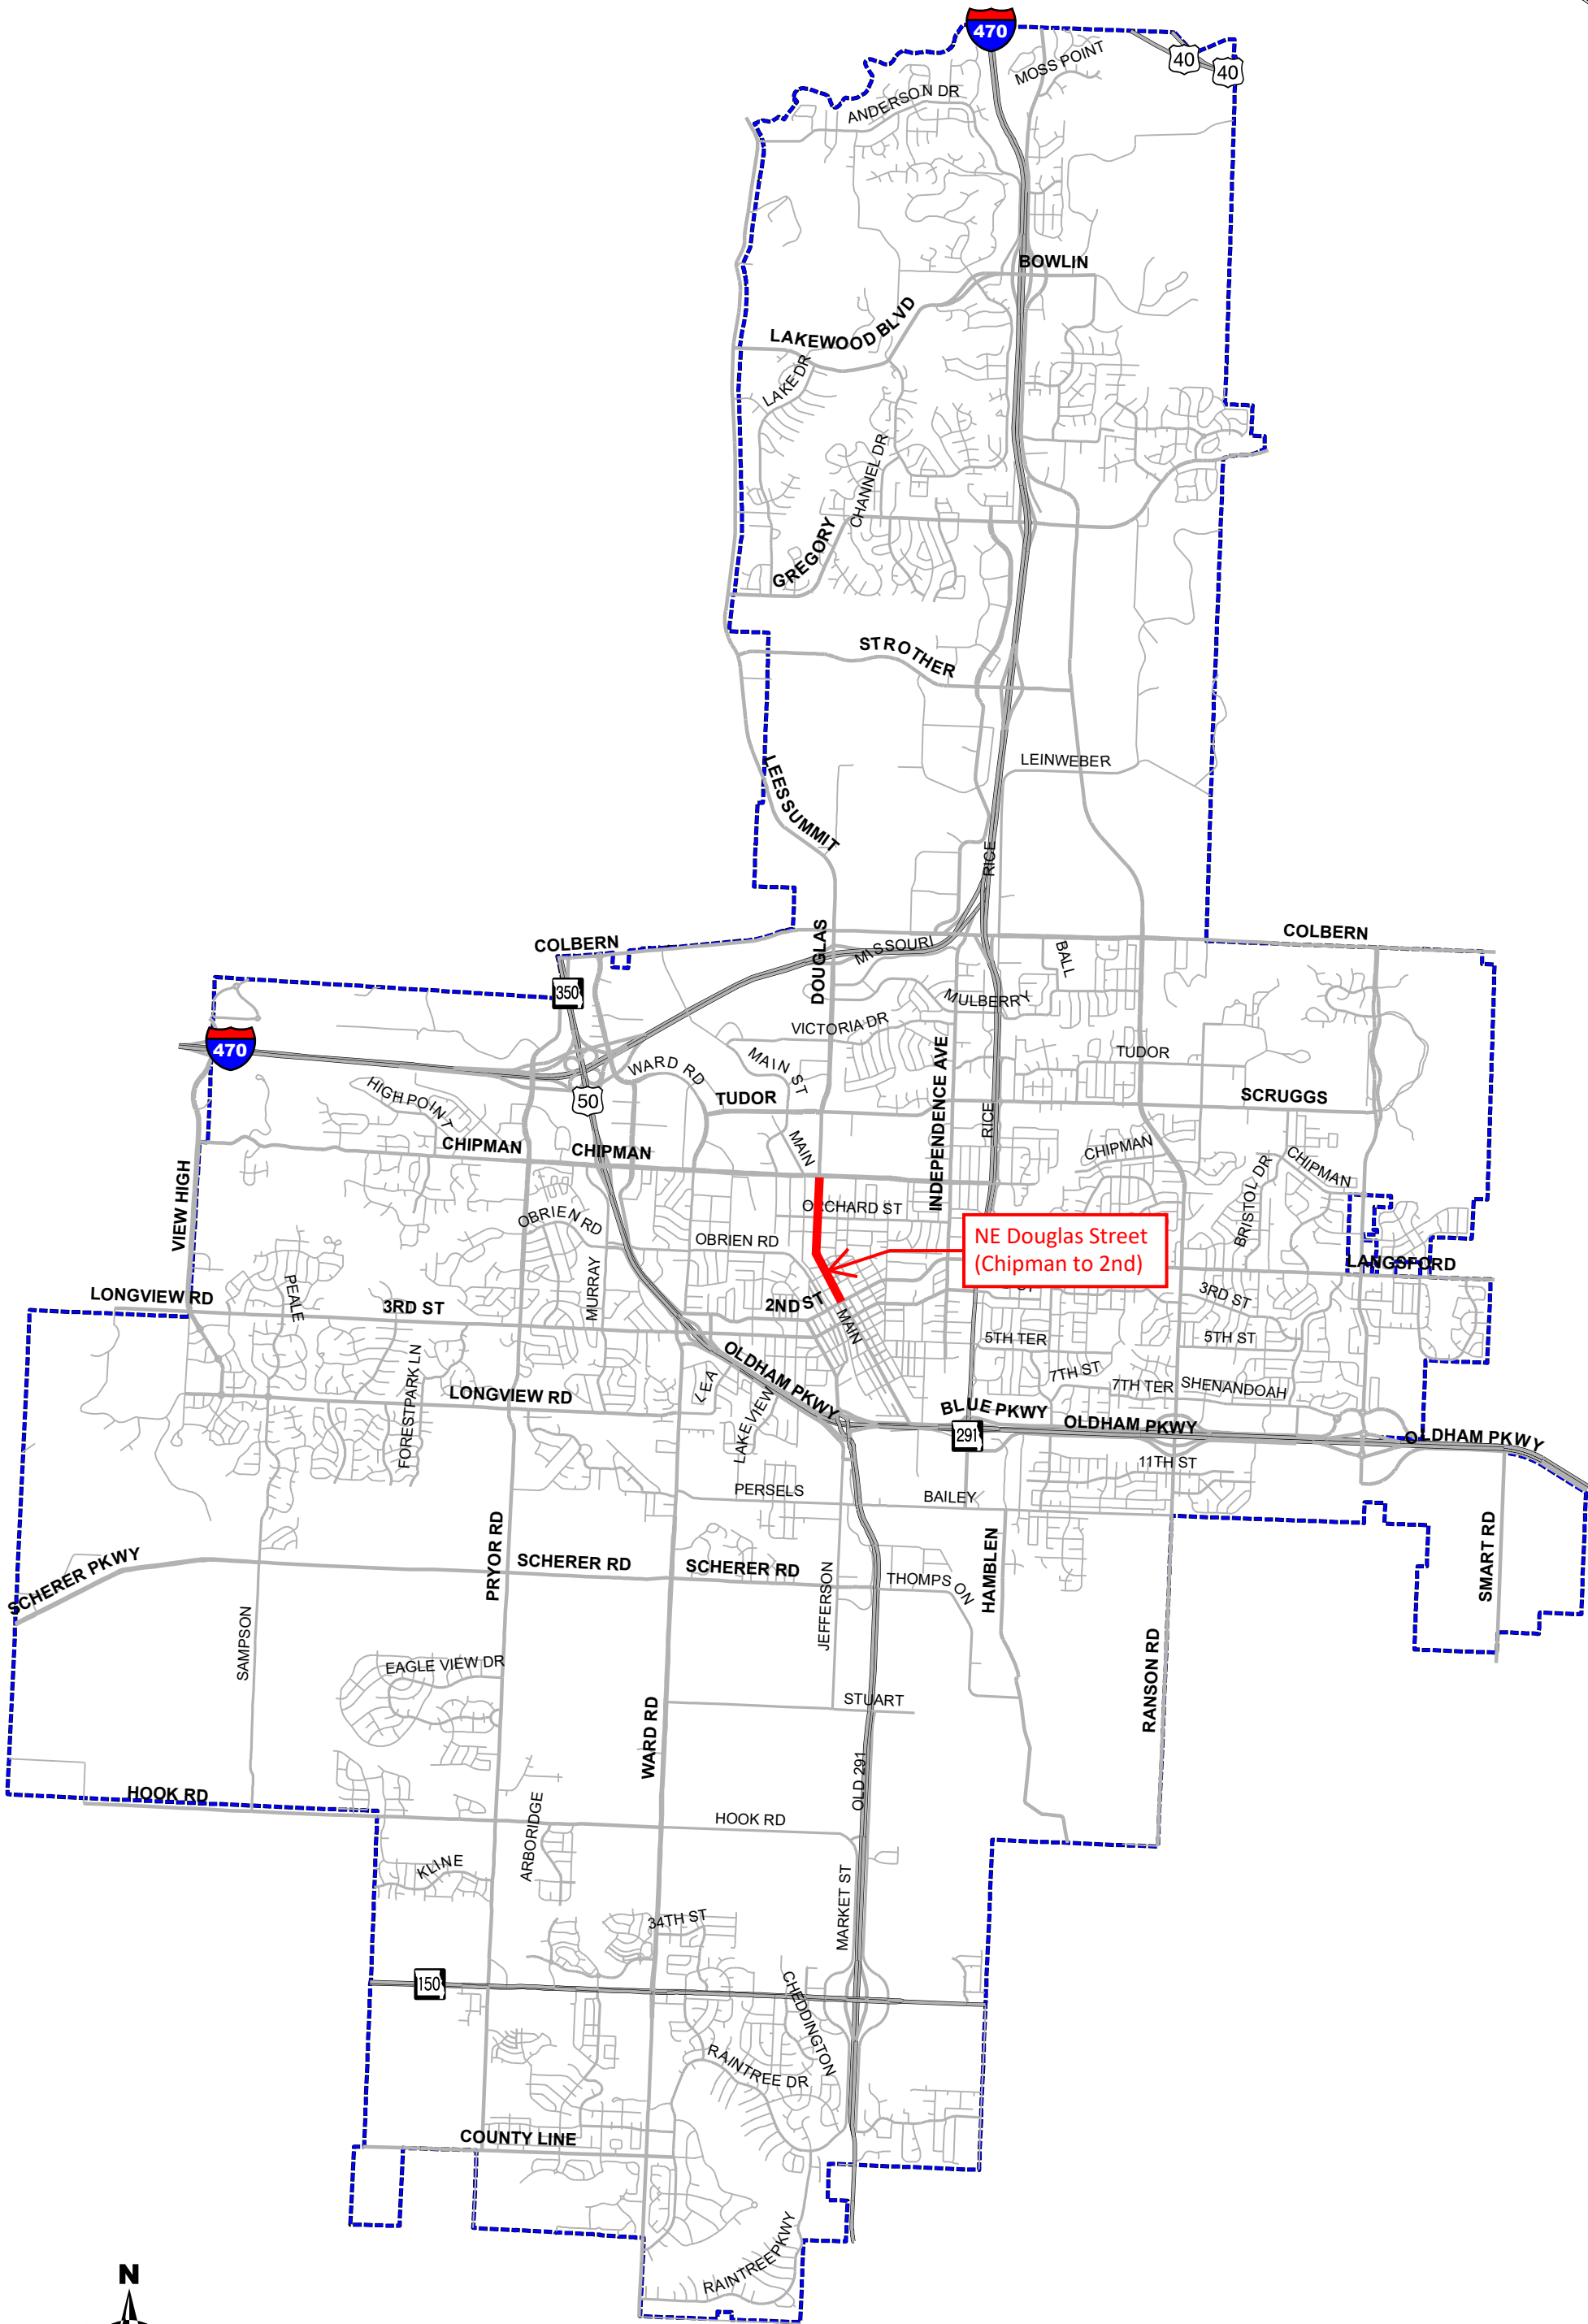 470
MOSS POINT
40
40
ANDERSON DR
BOWLIN
LAKEWOOD BLVD
LAKE DR
CHANNEL DR
GREGORY
STROTHER
LEINWEBER
LEESSUMMIT
RICE
COLBERN
COLBERN
DOUGLAS
MISSOURI
BALL
350
MULBERRY
VICTORIA DR
470
INDEPENDENCE AVE
TUDOR
MAIN ST
WARD RD
HIGH POINT
50
TUDOR
SCRUGGS
RICE
MAIN
CHIPMAN
CHIPMAN
CHIPMAN
CHIPMAN
BRISTOL DR
VIEW HIGH
ORCHARD ST
OBRIEN RD
OBRIEN RD
NE Douglas Street
(Chipman to 2nd)
LANGSFORD
MURRAY
PEALE
LONGVIEW RD
3RD ST
2ND ST
3RD ST
MAIN
5TH TER
5TH ST
OLDHAM PKWY
7TH ST
7TH TER
SHENANDOAH
FORESTPARK LN
LONGVIEW RD
LEA
LAKEVIEW
BLUE PKWY
OLDHAM PKWY
291
OLDHAM PKWY
11TH ST
PERSELS
BAILEY
PRYOR RD
SCHERER PKWY
SCHERER RD
SCHERER RD
THOMPSON
HAMBLEN
SMART RD
JEFFERSON
SAMPSON
EAGLE VIEW DR
RANSON RD
STUART
WARD RD
OLD 291
HOOK RD
HOOK RD
ARBORIDGE
KLINE
MARKET ST
34TH ST
150
CHEDDINGTON
RAINTREE DR
COUNTY LINE
RAINTREEPKWY
N